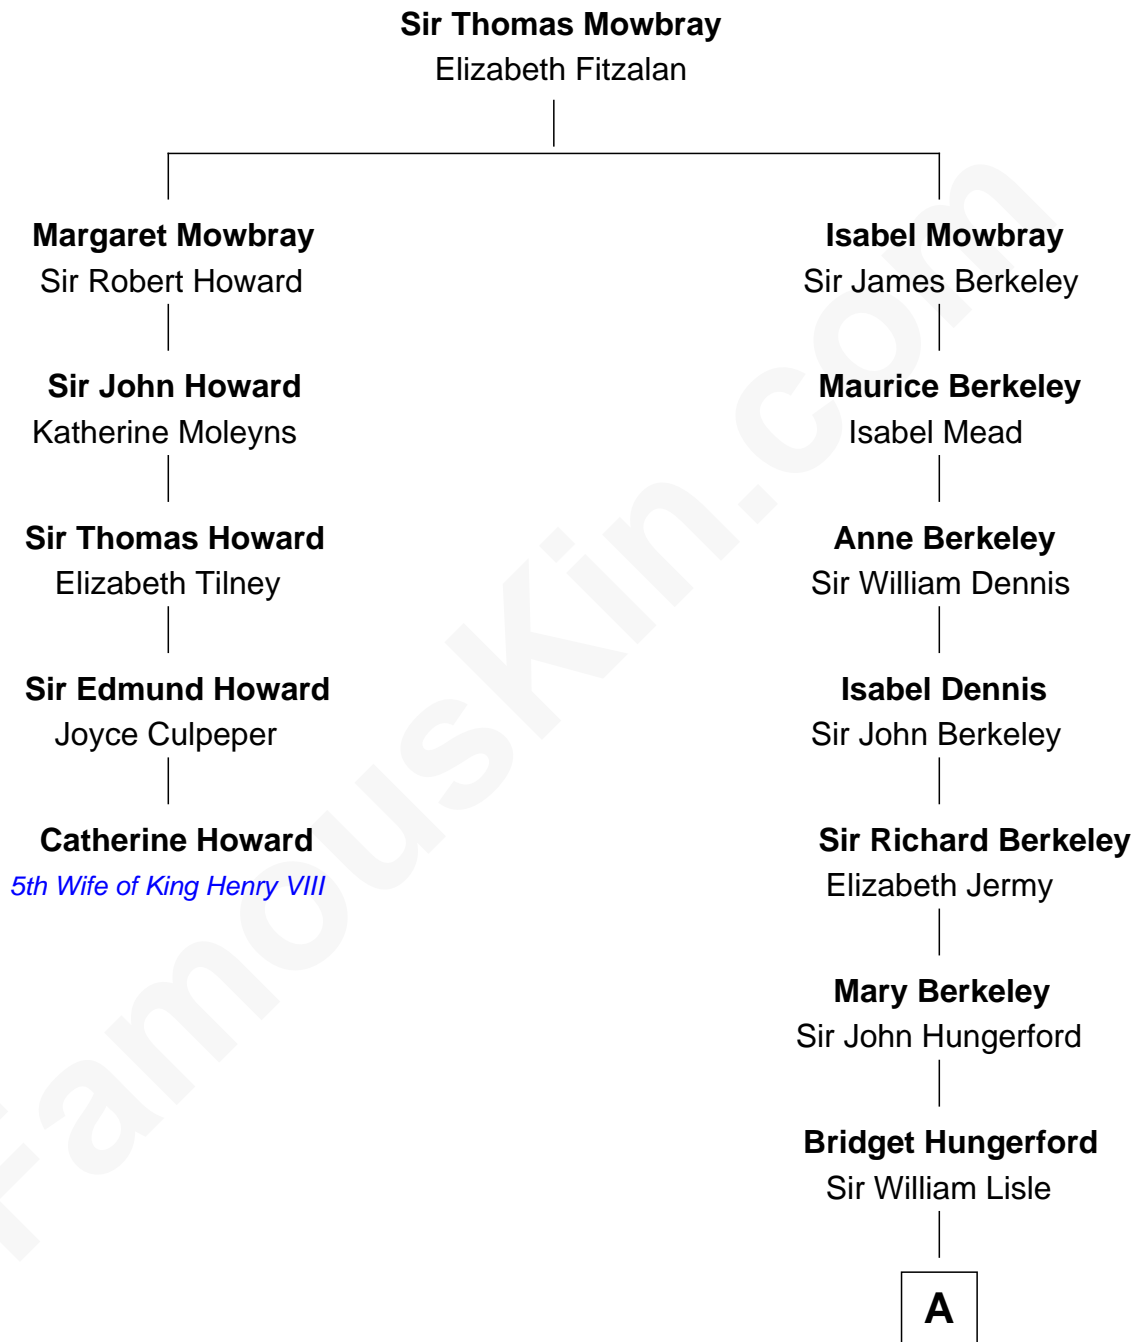 Sir Thomas Mowbray
Elizabeth Fitzalan
Margaret Mowbray
Sir Robert Howard
Sir John Howard
Katherine Moleyns
Sir Thomas Howard
Elizabeth Tilney
Sir Edmund Howard
Joyce Culpeper
Catherine Howard
5th Wife of King Henry VIII
Isabel Mowbray
Sir James Berkeley
Maurice Berkeley
Isabel Mead
Anne Berkeley
Sir William Dennis
Isabel Dennis
Sir John Berkeley
Sir Richard Berkeley
Elizabeth Jermy
Mary Berkeley
Sir John Hungerford
Bridget Hungerford
Sir William Lisle
A
FamousKin.com